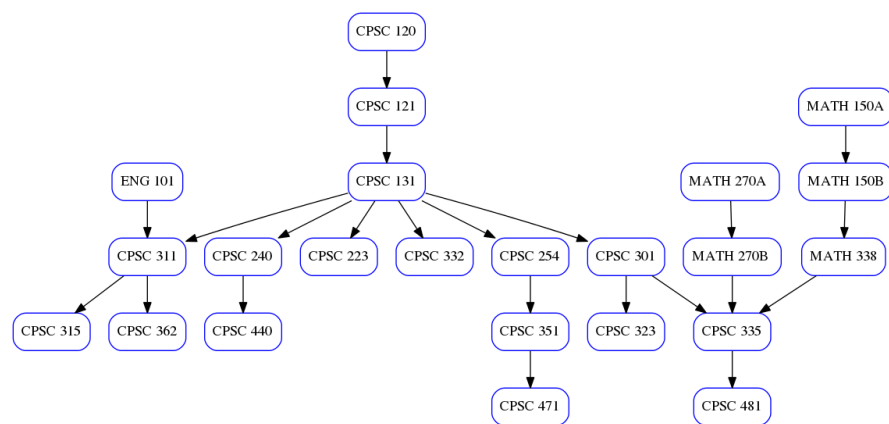 CPSC 120
CPSC 121
MATH 150A
ENG 101
CPSC 131
MATH 270A
MATH 150B
CPSC 311
CPSC 240
CPSC 223
CPSC 332
CPSC 254
CPSC 301
MATH 270B
MATH 338
CPSC 315
CPSC 362
CPSC 440
CPSC 351
CPSC 323
CPSC 335
CPSC 471
CPSC 481